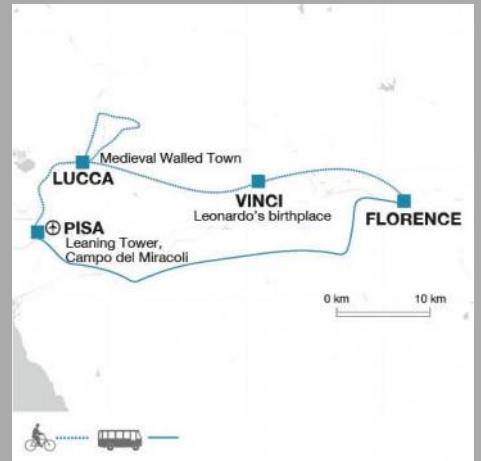 Medieval Walled Town
LUCCA
VINCI
Leonardo's birthplace
FLORENCE
PISA
Leaning Tower,
Campo del Miracoli
0 km 10 km